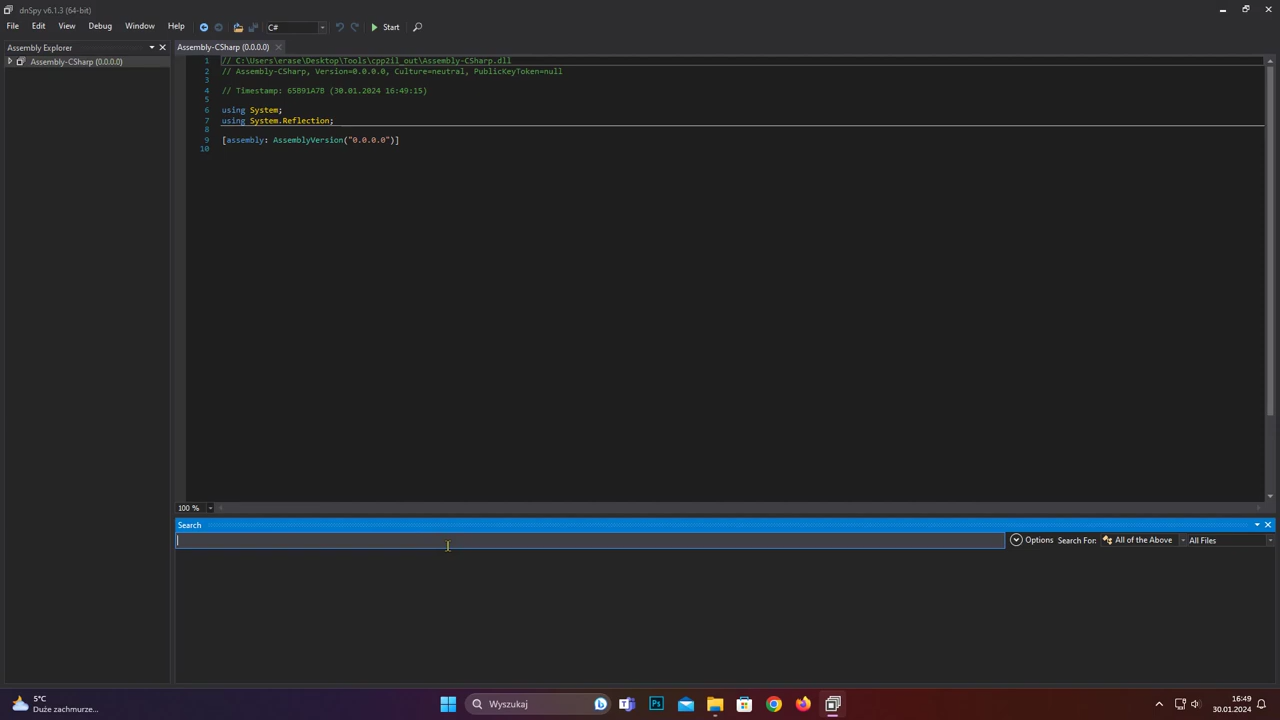 dnSpy v6.1.3 (64-bit)
File Edit View Debug Window Help C# Start
Assembly Explorer
Assembly-CSharp (0.0.0.0)
Assembly-CSharp (0.0.0.0)
1 // C:\Users\erase\Desktop\Tools\cpp2il_out\Assembly-CSharp.dll
2 // Assembly-CSharp, Version=0.0.0.0, Culture=neutral, PublicKeyToken=null
3
4 // Timestamp: 65B91A7B (30.01.2024 16:49:15)
5
6 using System;
7 using System.Reflection;
8
9 [assembly: AssemblyVersion("0.0.0.0")]
10
100 %
Search
Options Search For: All of the Above All Files
5°C
Duże zachmurze...
Wyszukaj
Ps
16:49
30.01.2024